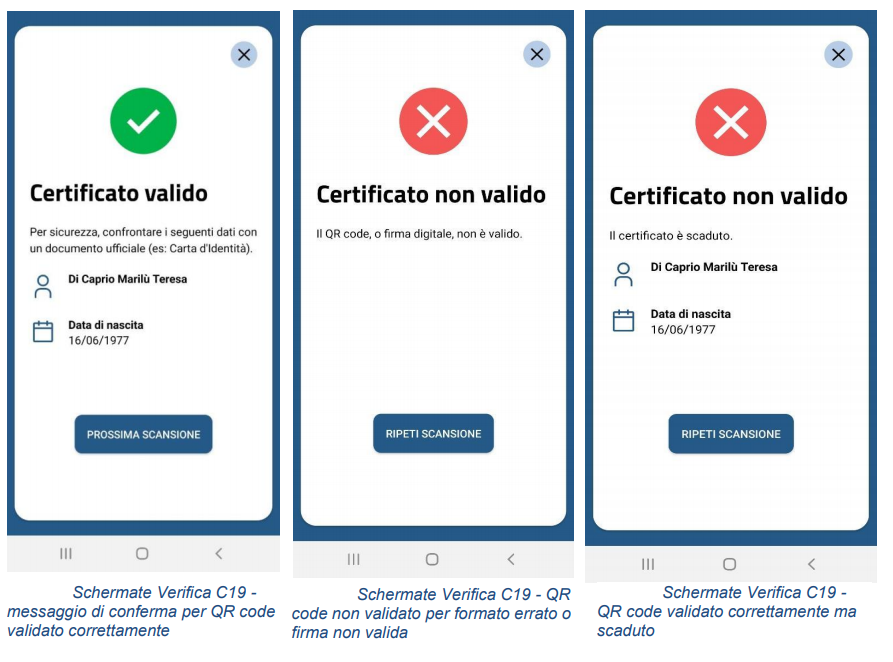 Certificato valido
Per sicurezza, confrontare i seguenti dati con
un documento ufficiale (es: Carta d'Identità).
Di Caprio Marilù Teresa
Data di nascita
16/06/1977
PROSSIMA SCANSIONE
Schermate Verifica C19 -
messaggio di conferma per QR code
validato correttamente
Certificato non valido
Il QR code, o firma digitale, non è valido.
RIPETI SCANSIONE
Schermate Verifica C19 - QR
code non validato per formato errato o
firma non valida
Certificato non valido
Il certificato è scaduto.
Di Caprio Marilù Teresa
Data di nascita
16/06/1977
RIPETI SCANSIONE
Schermate Verifica C19 -
QR code validato correttamente ma
scaduto